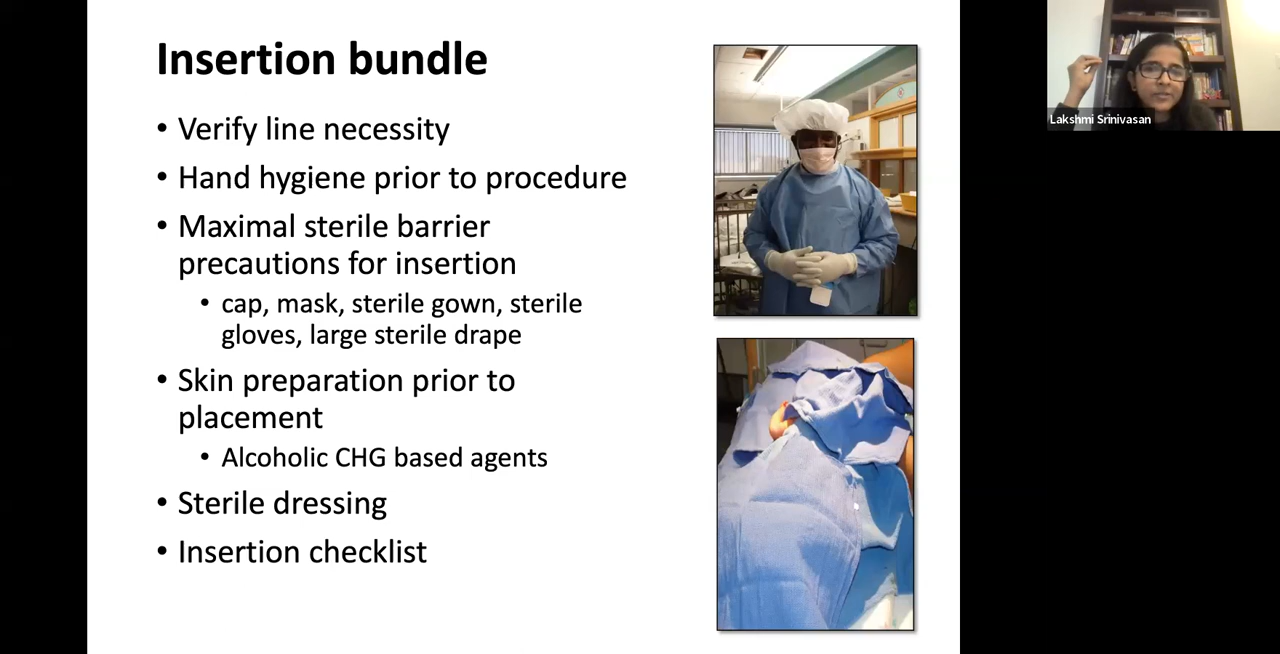 Insertion bundle
• Verify line necessity
• Hand hygiene prior to procedure
• Maximal sterile barrier
precautions for insertion
• cap, mask, sterile gown, sterile
gloves, large sterile drape
• Skin preparation prior to
placement
• Alcoholic CHG based agents
• Sterile dressing
• Insertion checklist
Lakshmi Srinivasan